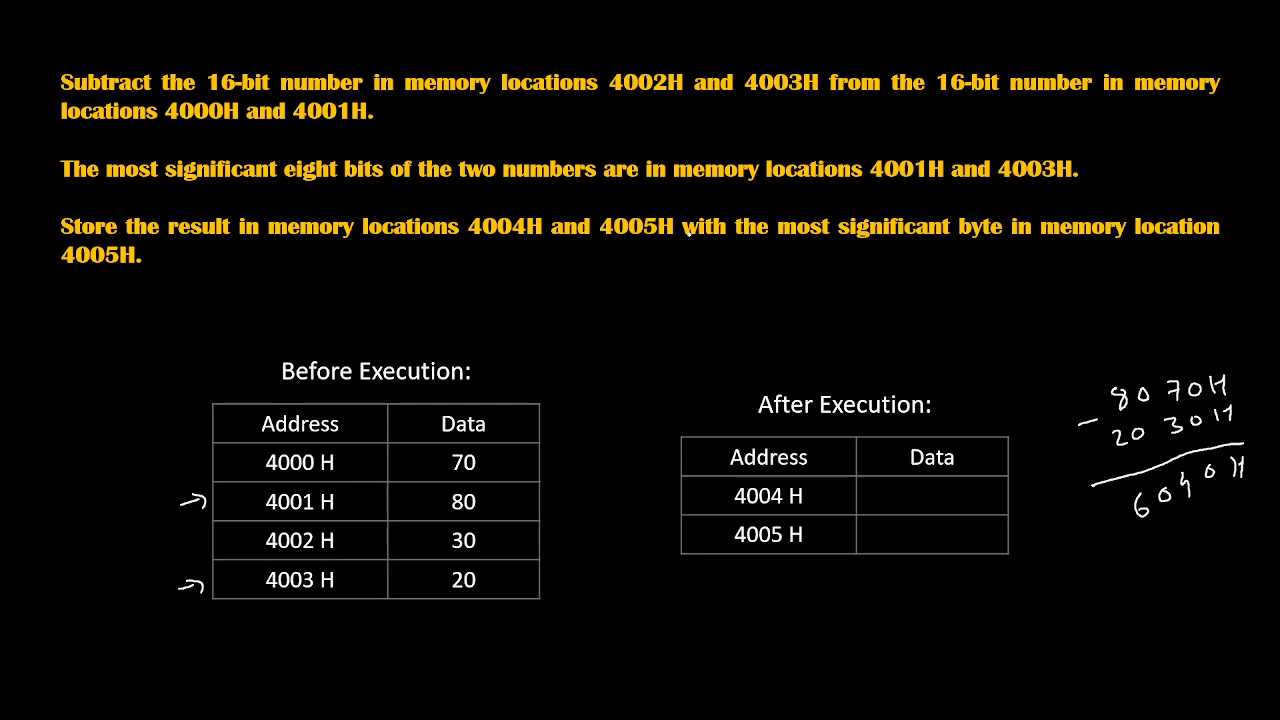 Subtract the 16-bit number in memory locations 4002H and 4003H from the 16-bit number in memory
locations 4000H and 4001H.
The most significant eight bits of the two numbers are in memory locations 4001H and 4003H.
Store the result in memory locations 4004H and 4005H with the most significant byte in memory location
4005H.
Before Execution:
Address Data
4000 H 70
4001 H 80
4002 H 30
4003 H 20
After Execution:
Address Data
4004 H
4005 H
8070H
- 2030H
6040H